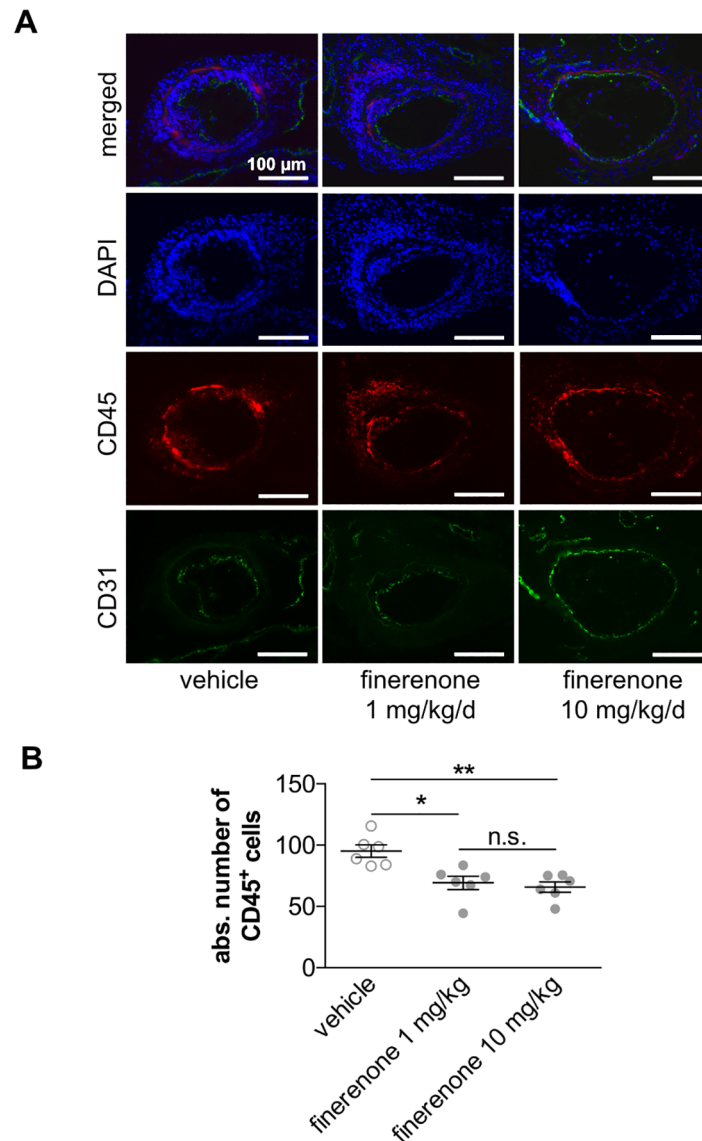 A
merged
100 µm
DAPI
CD45
CD31
vehicle
finerenone
1 mg/kg/d
finerenone
10 mg/kg/d
B
abs. number of
CD45⁺ cells
150
100
50
0
**
*
n.s.
vehicle
finerenone 1 mg/kg
finerenone 10 mg/kg